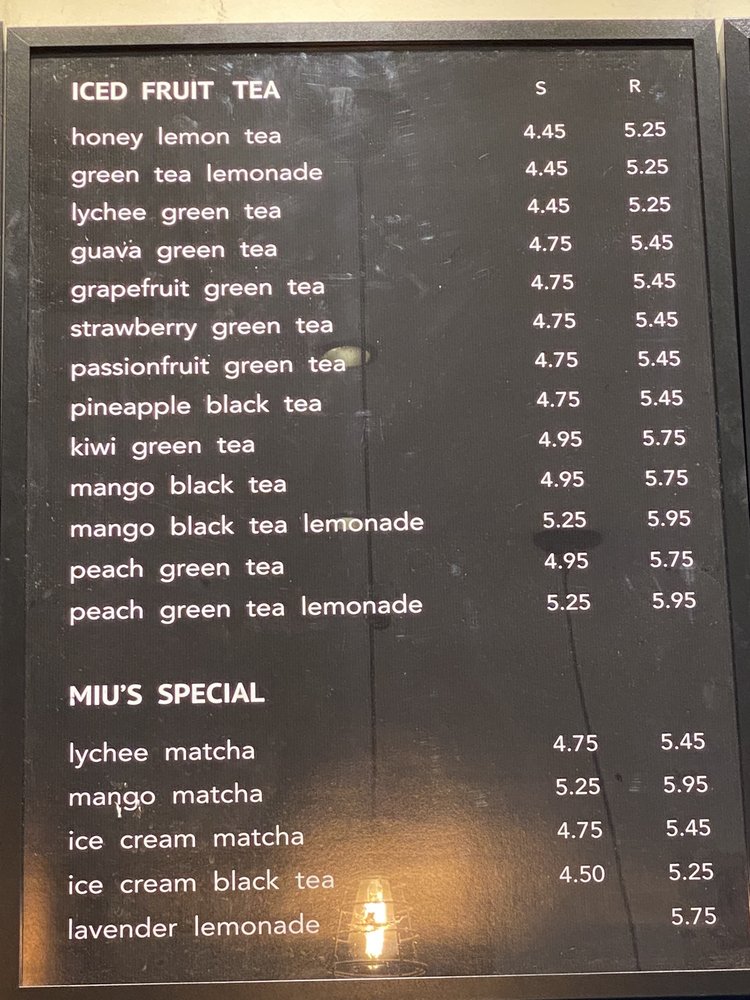 ICED FRUIT TEA S R
honey lemon tea 4.45 5.25
green tea lemonade 4.45 5.25
lychee green tea 4.45 5.25
guava green tea 4.75 5.45
grapefruit green tea 4.75 5.45
strawberry green tea 4.75 5.45
passionfruit green tea 4.75 5.45
pineapple black tea 4.75 5.45
kiwi green tea 4.95 5.75
mango black tea 4.95 5.75
mango black tea lemonade 5.25 5.95
peach green tea 4.95 5.75
peach green tea lemonade 5.25 5.95
MIU'S SPECIAL
lychee matcha 4.75 5.45
mango matcha 5.25 5.95
ice cream matcha 4.75 5.45
ice cream black tea 4.50 5.25
lavender lemonade 5.75